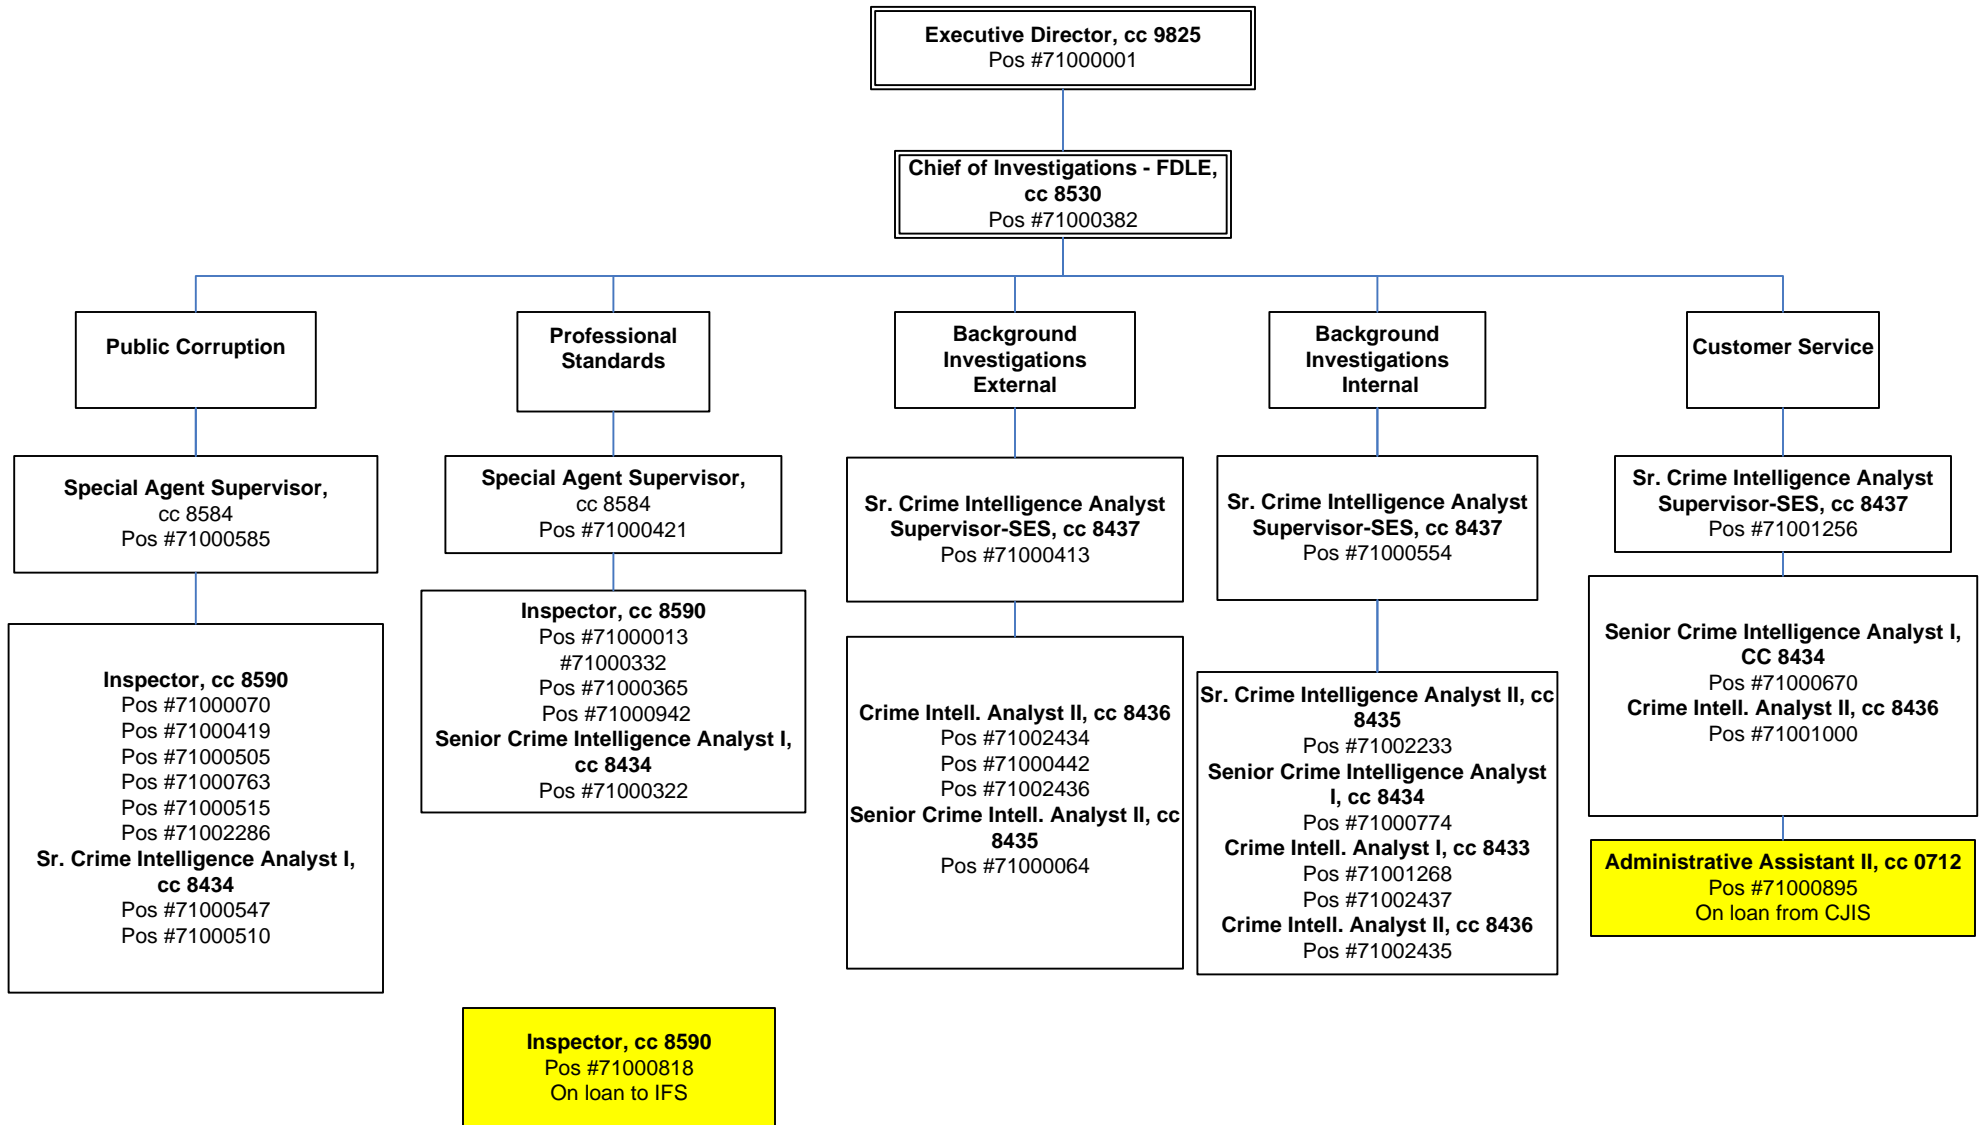 Executive Director, cc 9825
Pos #71000001
Chief of Investigations - FDLE,
cc 8530
Pos #71000382
Public Corruption
Professional
Standards
Background
Investigations
External
Background
Investigations
Internal
Customer Service
Special Agent Supervisor,
cc 8584
Pos #71000585
Special Agent Supervisor,
cc 8584
Pos #71000421
Sr. Crime Intelligence Analyst
Supervisor-SES, cc 8437
Pos #71000413
Sr. Crime Intelligence Analyst
Supervisor-SES, cc 8437
Pos #71000554
Sr. Crime Intelligence Analyst
Supervisor-SES, cc 8437
Pos #71001256
Inspector, cc 8590
Pos #71000070
Pos #71000419
Pos #71000505
Pos #71000763
Pos #71000515
Pos #71002286
Sr. Crime Intelligence Analyst I,
cc 8434
Pos #71000547
Pos #71000510
Inspector, cc 8590
Pos #71000013
#71000332
Pos #71000365
Pos #71000942
Senior Crime Intelligence Analyst I,
cc 8434
Pos #71000322
Crime Intell. Analyst II, cc 8436
Pos #71002434
Pos #71000442
Pos #71002436
Senior Crime Intell. Analyst II, cc
8435
Pos #71000064
Sr. Crime Intelligence Analyst II, cc
8435
Pos #71002233
Senior Crime Intelligence Analyst
I, cc 8434
Pos #71000774
Crime Intell. Analyst I, cc 8433
Pos #71001268
Pos #71002437
Crime Intell. Analyst II, cc 8436
Pos #71002435
Senior Crime Intelligence Analyst I,
CC 8434
Pos #71000670
Crime Intell. Analyst II, cc 8436
Pos #71001000
Administrative Assistant II, cc 0712
Pos #71000895
On loan from CJIS
Inspector, cc 8590
Pos #71000818
On loan to IFS